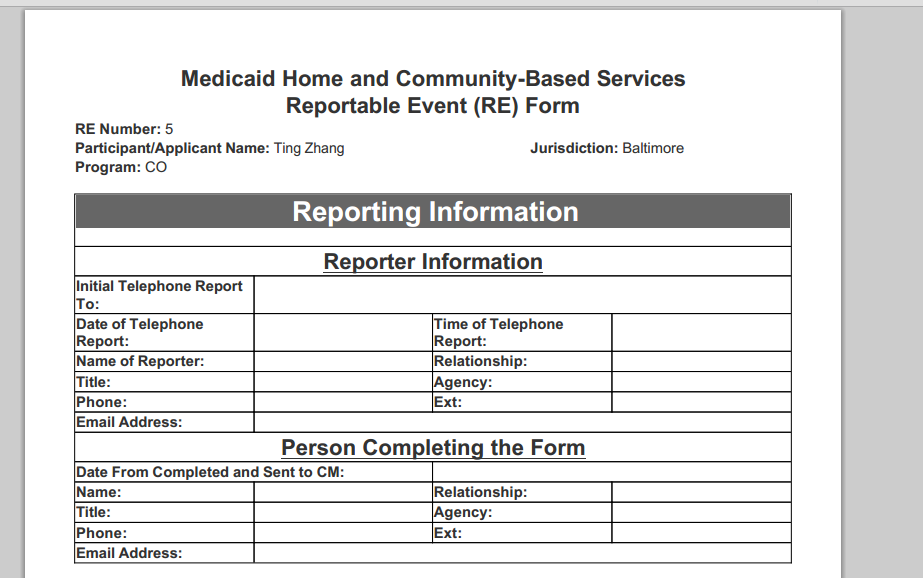 Medicaid Home and Community-Based Services
Reportable Event (RE) Form
RE Number: 5
Participant/Applicant Name: Ting Zhang Jurisdiction: Baltimore
Program: CO
Reporting Information
Reporter Information
Initial Telephone Report
To:
Date of Telephone Time of Telephone
Report: Report:
Name of Reporter: Relationship:
Title: Agency:
Phone: Ext:
Email Address:
Person Completing the Form
Date From Completed and Sent to CM:
Name: Relationship:
Title: Agency:
Phone: Ext:
Email Address: